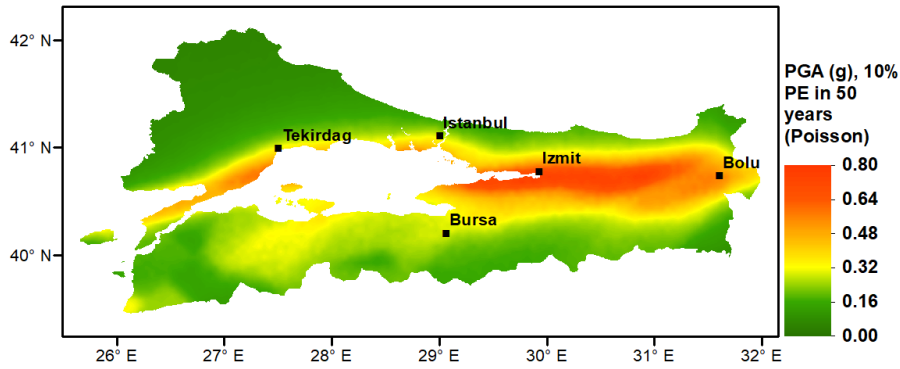 42° N
41° N
40° N
Istanbul
Tekirdag
Izmit
Bolu
Bursa
26° E
27° E
28° E
29° E
30° E
31° E
32° E
PGA (g), 10%
PE in 50
years
(Poisson)
0.80
0.64
0.48
0.32
0.16
0.00